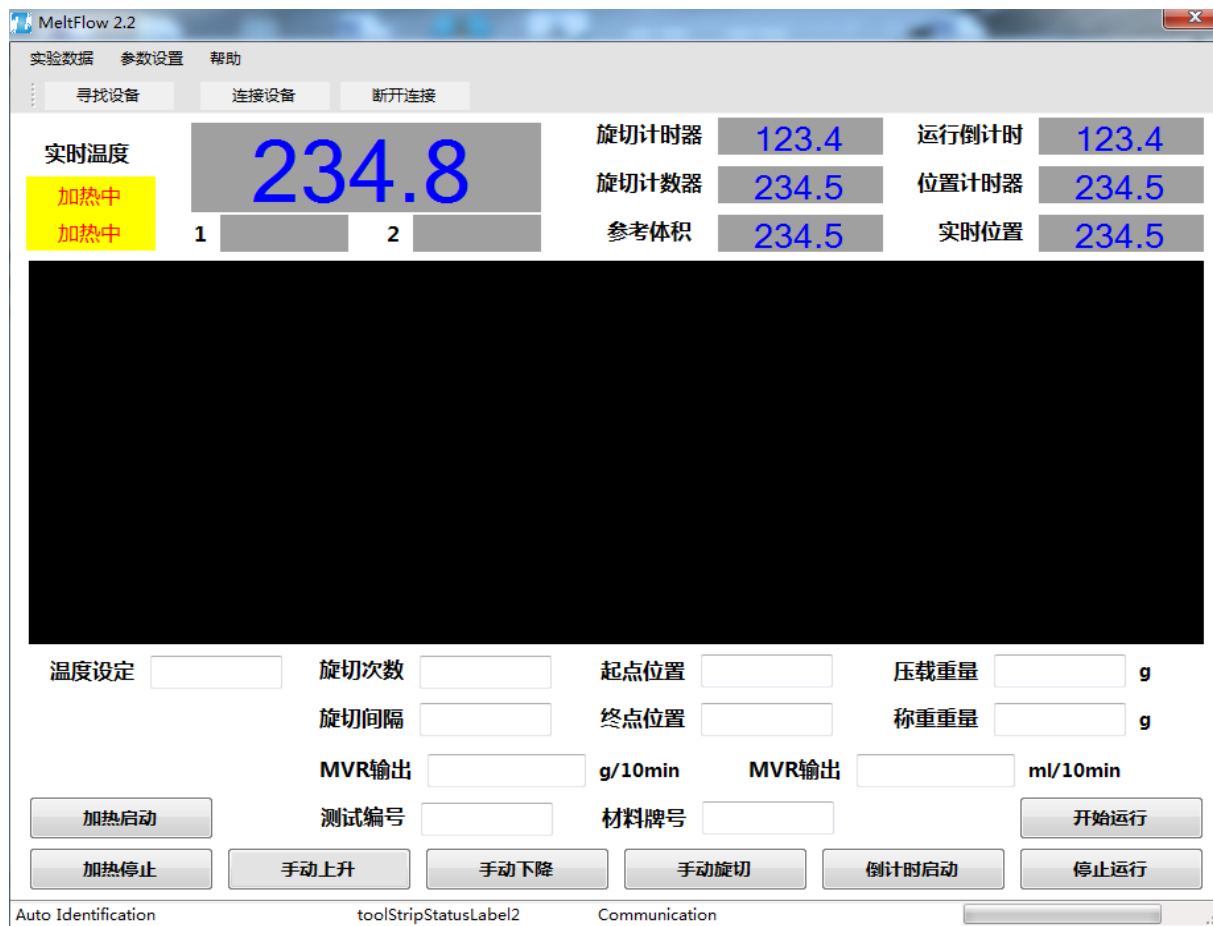 MeltFlow 2.2
实验数据 参数设置 帮助
寻找设备 连接设备 断开连接
实时温度 234.8 旋切计时器 123.4 运行倒计时 123.4
加热中 旋切计数器 234.5 位置计时器 234.5
加热中 1 2 参考体积 234.5 实时位置 234.5
温度设定 旋切次数 起点位置 压载重量 g
旋切间隔 终点位置 称重重量 g
MVR输出 g/10min MVR输出 ml/10min
加热启动 测试编号 材料牌号 开始运行
加热停止 手动上升 手动下降 手动旋切 倒计时启动 停止运行
Auto Identification toolStripStatusLabel2 Communication